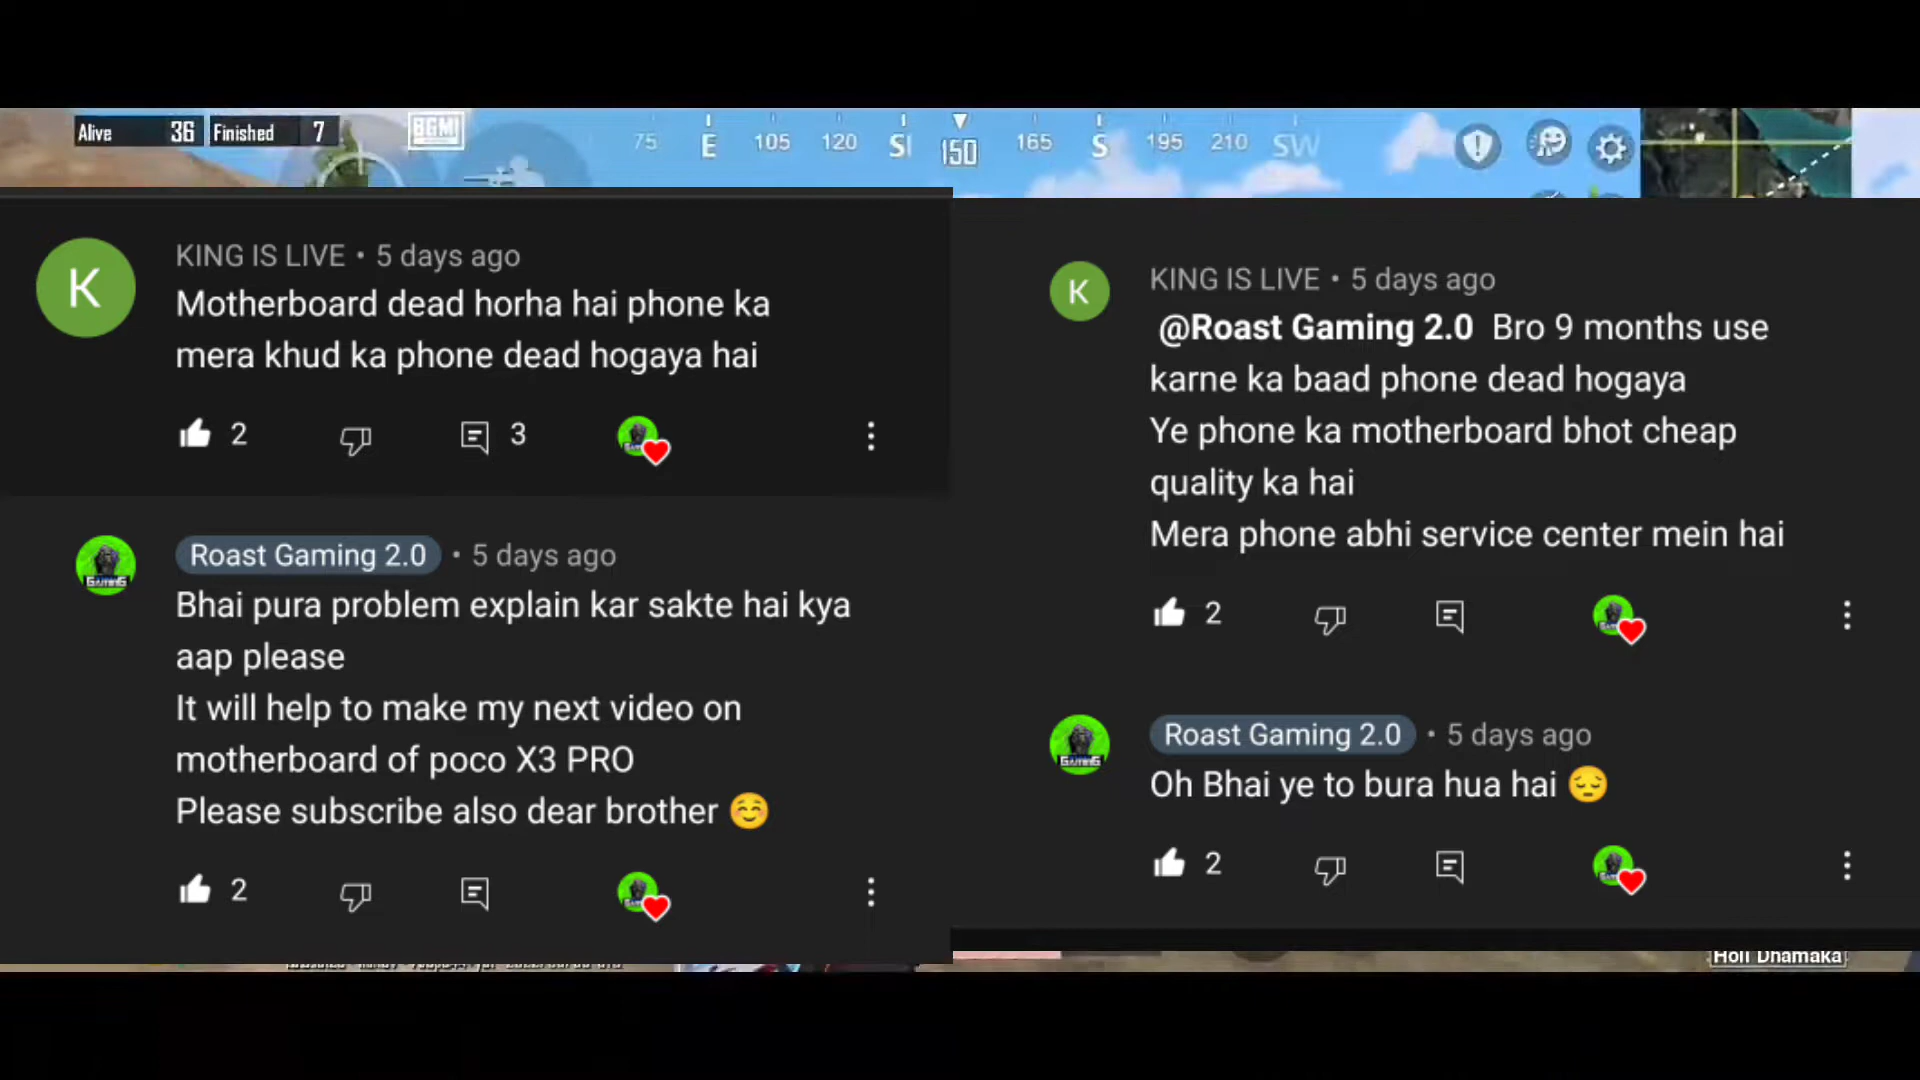 Alive 36 Finished 7
BGMI
75 E 105 120 150 165 S 195 210 SW
KING IS LIVE • 5 days ago
Motherboard dead horha hai phone ka
mera khud ka phone dead hogaya hai
2 3
Roast Gaming 2.0 • 5 days ago
Bhai pura problem explain kar sakte hai kya
aap please
It will help to make my next video on
motherboard of poco X3 PRO
Please subscribe also dear brother ☺️
2
KING IS LIVE • 5 days ago
@Roast Gaming 2.0 Bro 9 months use
karne ka baad phone dead hogaya
Ye phone ka motherboard bhot cheap
quality ka hai
Mera phone abhi service center mein hai
2
Roast Gaming 2.0 • 5 days ago
Oh Bhai ye to bura hua hai 😔
2
Holi Dhamaka